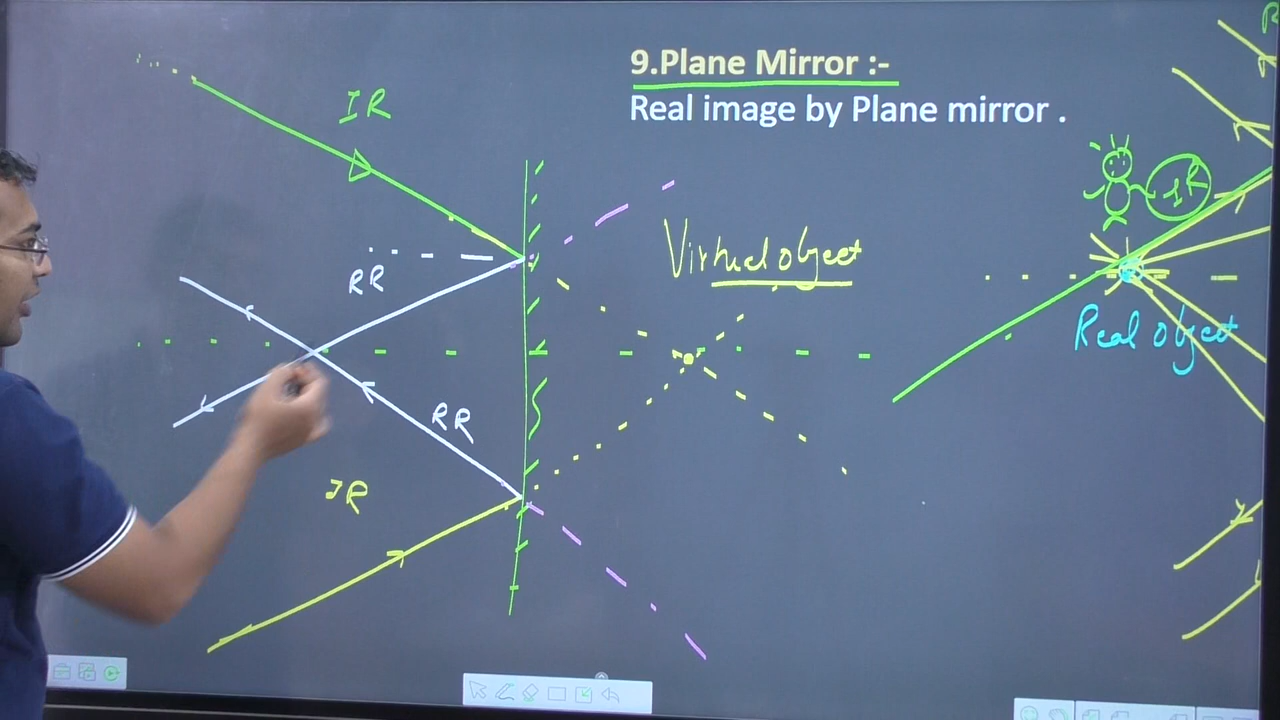 9.Plane Mirror :-
Real image by Plane mirror .
IR
RR
Virtual object
RR
IR
IR
Real object
R